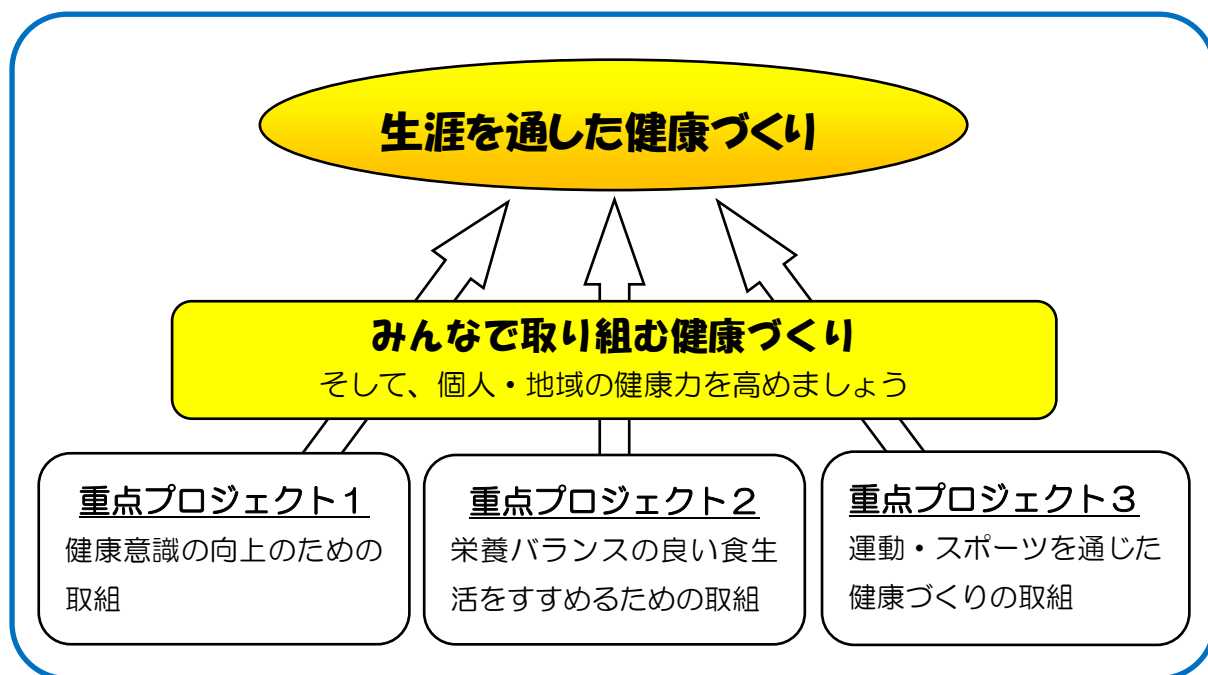 生涯を通した健康づくり
みんなで取り組む健康づくり
そして、個人・地域の健康力を高めましょう
重点プロジェクト１
健康意識の向上のための
取組
重点プロジェクト２
栄養バランスの良い食生
活をすすめるための取組
重点プロジェクト３
運動・スポーツを通じた
健康づくりの取組